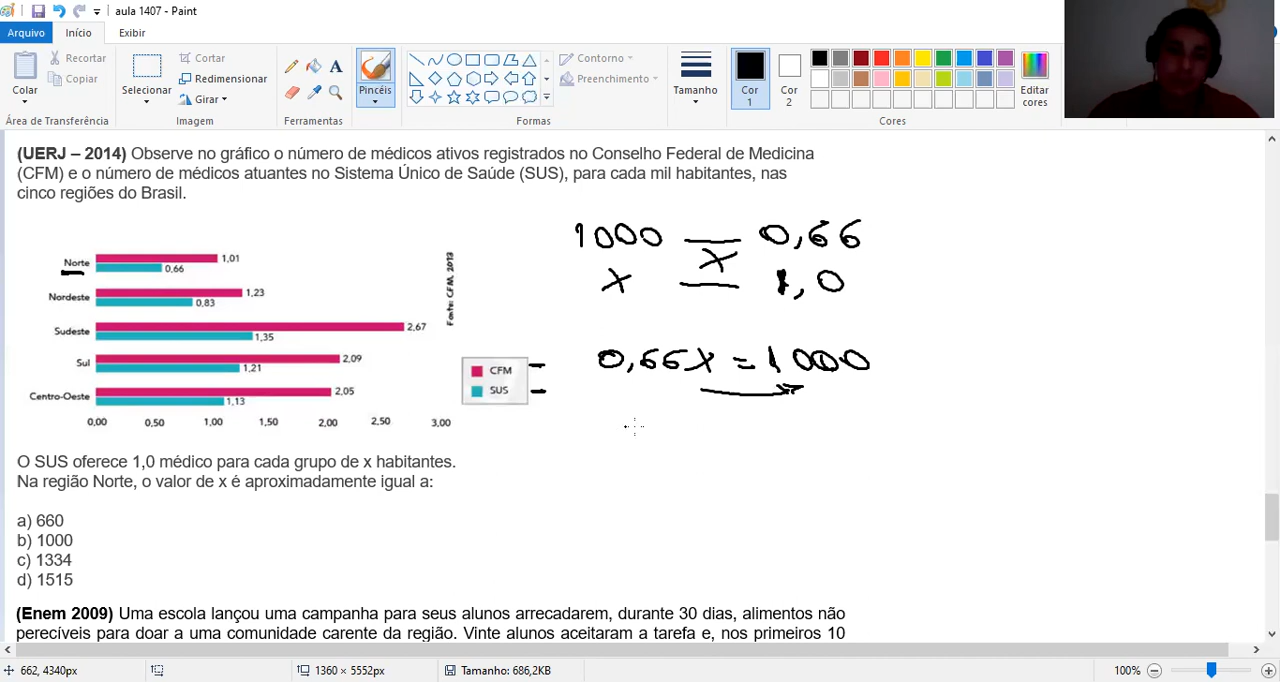 aula 1407 - Paint
Arquivo Início Exibir
Colar
Recortar
Copiar
Área de Transferência
Selecionar
Cortar
Redimensionar
Girar
Imagem
Ferramentas
Pincéis
Contorno
Preenchimento
Formas
Tamanho
Cor 1
Cor 2
Editar cores
Cores
(UERJ – 2014) Observe no gráfico o número de médicos ativos registrados no Conselho Federal de Medicina
(CFM) e o número de médicos atuantes no Sistema Único de Saúde (SUS), para cada mil habitantes, nas
cinco regiões do Brasil.
Norte 1,01
0,66
Nordeste 1,23
0,83
Sudeste 2,67
1,35
Sul 2,09
1,21
Centro-Oeste 2,05
1,13
0,00 0,50 1,00 1,50 2,00 2,50 3,00
Fonte: CFM, 2013
CFM =
SUS =
1000 — 0,66
x
x — 1,0
0,66x = 1000
O SUS oferece 1,0 médico para cada grupo de x habitantes.
Na região Norte, o valor de x é aproximadamente igual a:
a) 660
b) 1000
c) 1334
d) 1515
(Enem 2009) Uma escola lançou uma campanha para seus alunos arrecadarem, durante 30 dias, alimentos não
perecíveis para doar a uma comunidade carente da região. Vinte alunos aceitaram a tarefa e, nos primeiros 10
662, 4340px 1360 × 5552px Tamanho: 686,2KB 100%